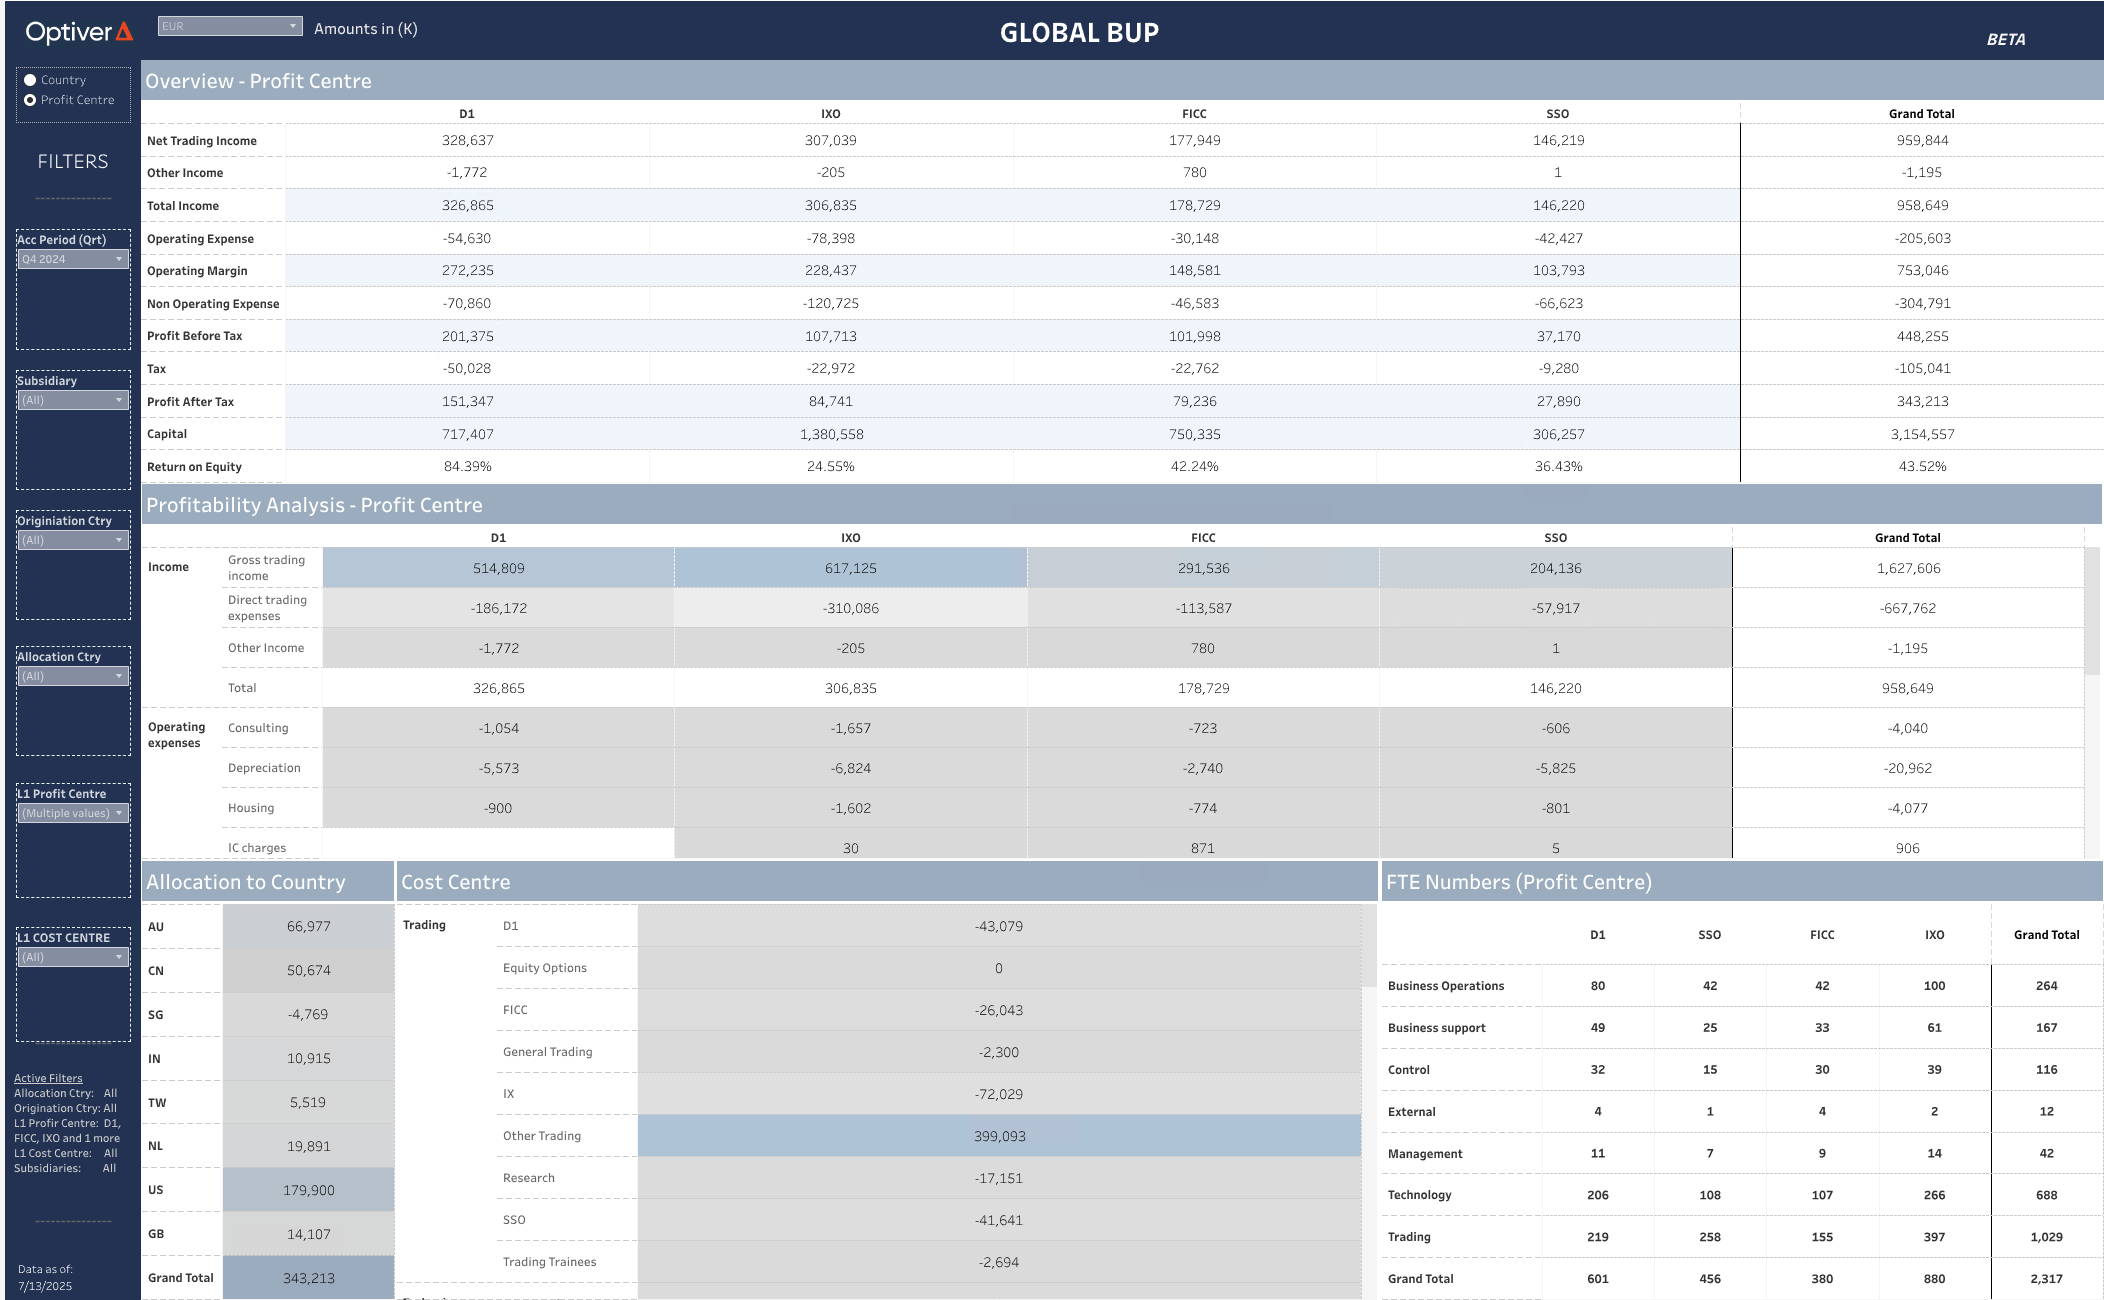 Optiver
EUR
Amounts in (K)
GLOBAL BUP
BETA
Country
Profit Centre
FILTERS
---------------
Acc Period (Qrt)
Q4 2024
Subsidiary
(All)
Originiation Ctry
(All)
Allocation Ctry
(All)
L1 Profit Centre
(Multiple values)
L1 COST CENTRE
(All)
Active Filters
Allocation Ctry: All
Origination Ctry: All
L1 Profir Centre: D1,
FICC, IXO and 1 more
L1 Cost Centre: All
Subsidiaries: All
---------------
Data as of:
7/13/2025
Overview - Profit Centre
D1 IXO FICC SSO Grand Total
Net Trading Income 328,637 307,039 177,949 146,219 959,844
Other Income -1,772 -205 780 1 -1,195
Total Income 326,865 306,835 178,729 146,220 958,649
Operating Expense -54,630 -78,398 -30,148 -42,427 -205,603
Operating Margin 272,235 228,437 148,581 103,793 753,046
Non Operating Expense -70,860 -120,725 -46,583 -66,623 -304,791
Profit Before Tax 201,375 107,713 101,998 37,170 448,255
Tax -50,028 -22,972 -22,762 -9,280 -105,041
Profit After Tax 151,347 84,741 79,236 27,890 343,213
Capital 717,407 1,380,558 750,335 306,257 3,154,557
Return on Equity 84.39% 24.55% 42.24% 36.43% 43.52%
Profitability Analysis - Profit Centre
D1 IXO FICC SSO Grand Total
Income Gross trading income 514,809 617,125 291,536 204,136 1,627,606
Direct trading expenses -186,172 -310,086 -113,587 -57,917 -667,762
Other Income -1,772 -205 780 1 -1,195
Total 326,865 306,835 178,729 146,220 958,649
Operating expenses Consulting -1,054 -1,657 -723 -606 -4,040
Depreciation -5,573 -6,824 -2,740 -5,825 -20,962
Housing -900 -1,602 -774 -801 -4,077
IC charges 30 871 5 906
Allocation to Country
AU 66,977
CN 50,674
SG -4,769
IN 10,915
TW 5,519
NL 19,891
US 179,900
GB 14,107
Grand Total 343,213
Cost Centre
Trading D1 -43,079
Equity Options 0
FICC -26,043
General Trading -2,300
IX -72,029
Other Trading 399,093
Research -17,151
SSO -41,641
Trading Trainees -2,694
FTE Numbers (Profit Centre)
D1 SSO FICC IXO Grand Total
Business Operations 80 42 42 100 264
Business support 49 25 33 61 167
Control 32 15 30 39 116
External 4 1 4 2 12
Management 11 7 9 14 42
Technology 206 108 107 266 688
Trading 219 258 155 397 1,029
Grand Total 601 456 380 880 2,317